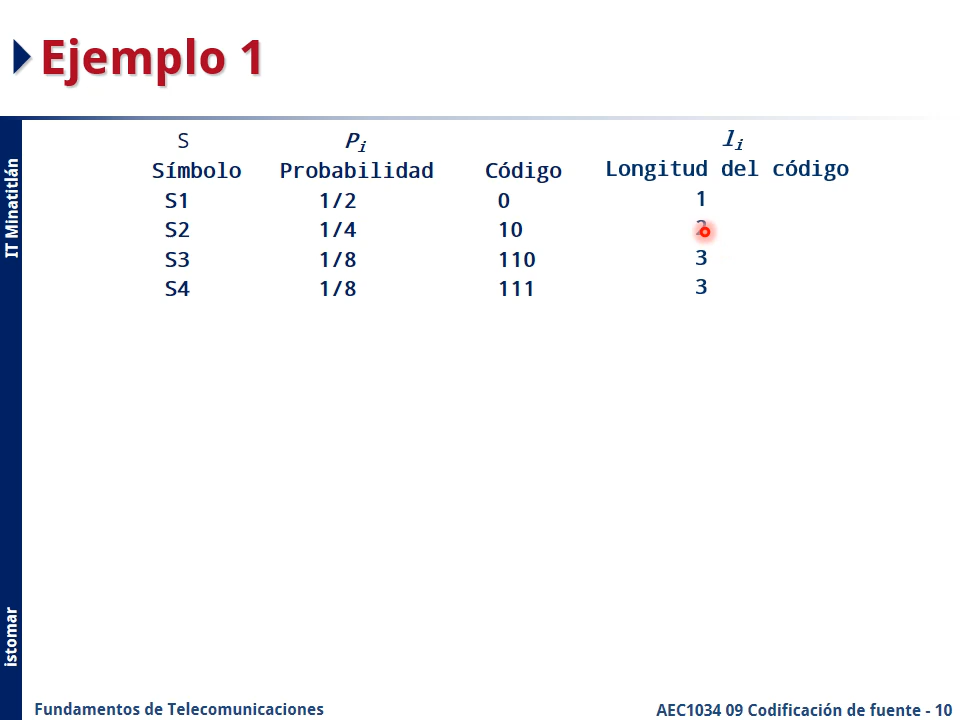 Ejemplo 1
S Pi li
Símbolo Probabilidad Código Longitud del código
S1 1/2 0 1
S2 1/4 10 2
S3 1/8 110 3
S4 1/8 111 3
IT Minatitlán
istomar
Fundamentos de Telecomunicaciones
AEC1034 09 Codificación de fuente - 10